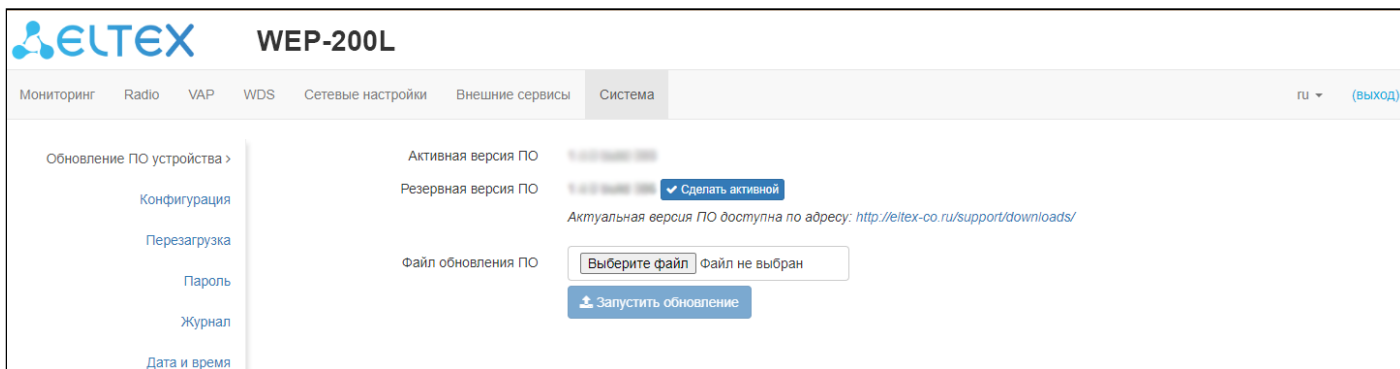 ELTEX WEP-200L
Мониторинг Radio VAP WDS Сетевые настройки Внешние сервисы Система ru (выход)
Обновление ПО устройства >
Конфигурация
Перезагрузка
Пароль
Журнал
Дата и время
Активная версия ПО
Резервная версия ПО Сделать активной
Актуальная версия ПО доступна по адресу: http://eltex-co.ru/support/downloads/
Файл обновления ПО Выберите файл Файл не выбран
Запустить обновление